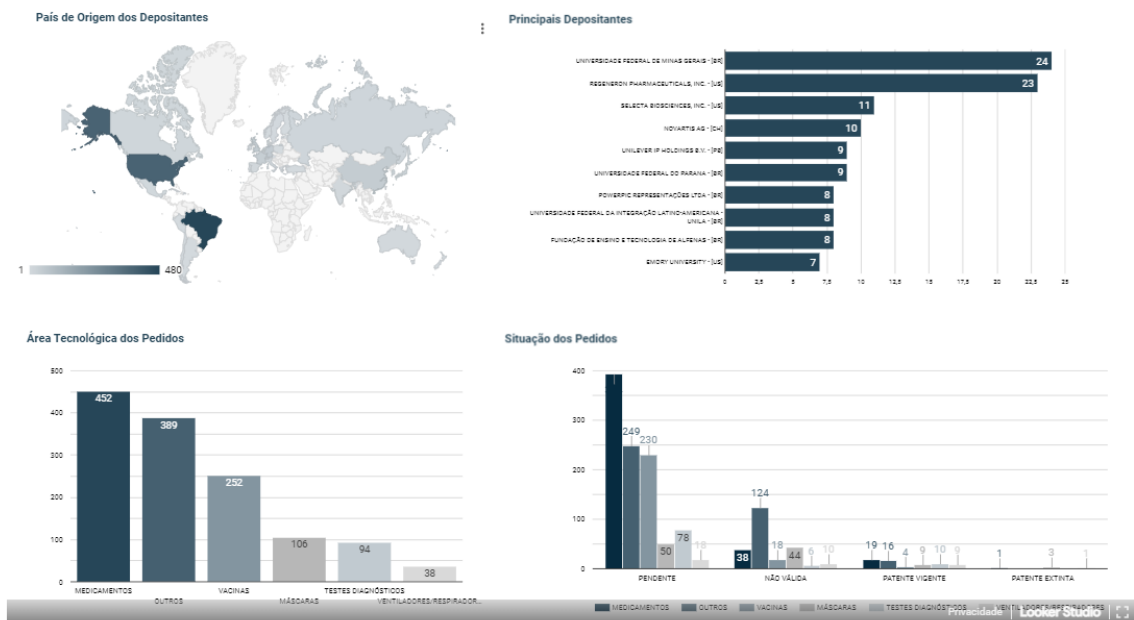 País de Origem dos Depositantes
1
480
Principais Depositantes
UNIVERSIDADE FEDERAL DE MINAS GERAIS - [BR]
24
REGENERON PHARMACEUTICALS, INC. - [US]
23
SELECTA BIOSCIENCES, INC. - [US]
11
NOVARTIS AG - [CH]
10
UNILEVER IP HOLDINGS B.V. - [PB]
9
UNIVERSIDADE FEDERAL DO PARANA - [BR]
9
POWERPIC REPRESENTAÇÕES LTDA - [BR]
8
UNIVERSIDADE FEDERAL DA INTEGRAÇÃO LATINO-AMERICANA -
UNILA - [BR]
8
FUNDAÇÃO DE ENSINO E TECNOLOGIA DE ALFENAS - [BR]
8
EMORY UNIVERSITY - [US]
7
0 2,5 5 7,5 10 12,5 15 17,5 20 22,5 25
Área Tecnológica dos Pedidos
500
400
300
200
100
0
452
389
252
106
94
38
MEDICAMENTOS
OUTROS
VACINAS
MÁSCARAS
TESTES DIAGNÓSTICOS
VENTILADORES/RESPIRADOR...
Situação dos Pedidos
400
300
200
100
0
249
230
50
78
18
38
124
18
44
6
10
19
16
4
9
10
9
1
3
1
PENDENTE
NÃO VÁLIDA
PATENTE VIGENTE
PATENTE EXTINTA
MEDICAMENTOS OUTROS VACINAS MÁSCARAS TESTES DIAGNÓSTICOS VENTILADORES/RESPIRADORES
Privacidade
Looker Studio